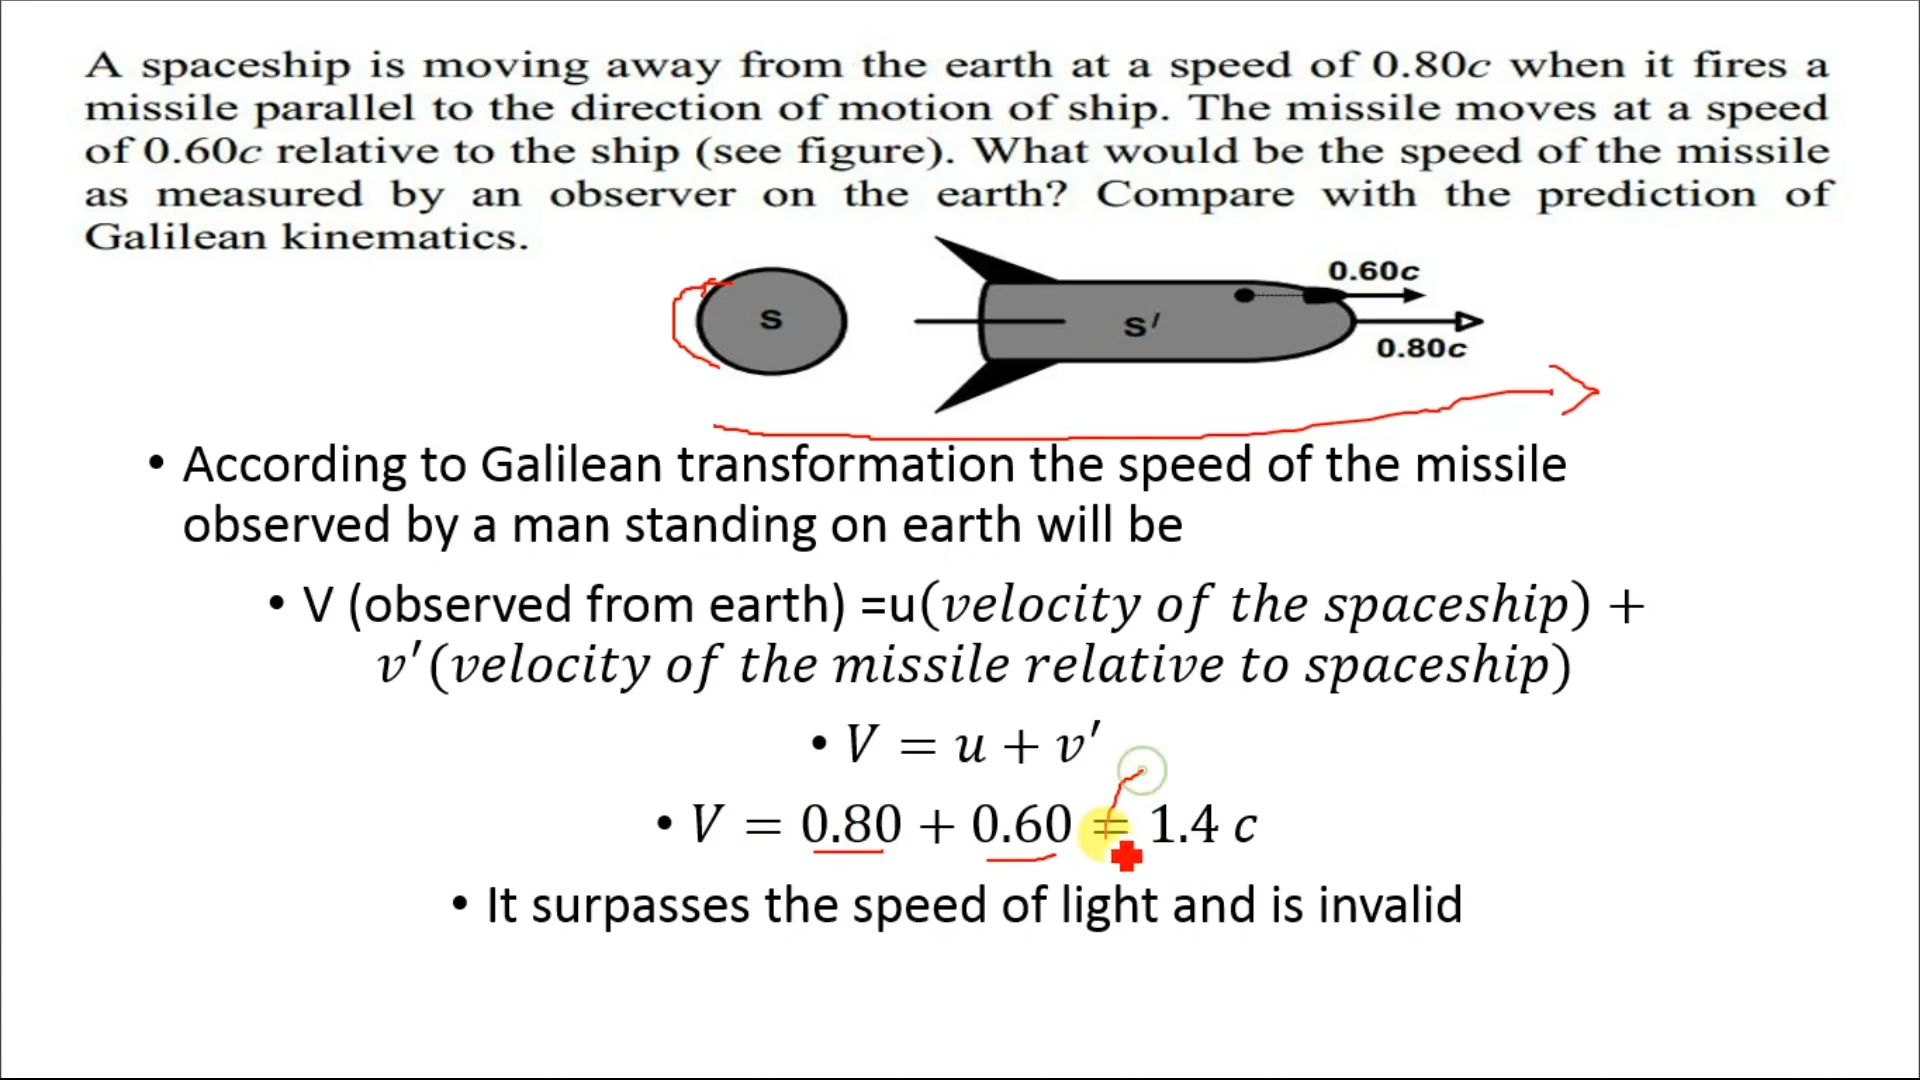 A spaceship is moving away from the earth at a speed of 0.80c when it fires a
missile parallel to the direction of motion of ship. The missile moves at a speed
of 0.60c relative to the ship (see figure). What would be the speed of the missile
as measured by an observer on the earth? Compare with the prediction of
Galilean kinematics.
0.60c
S
S′
0.80c
• According to Galilean transformation the speed of the missile
observed by a man standing on earth will be
• V (observed from earth) =u(velocity of the spaceship) +
v′(velocity of the missile relative to spaceship)
• V = u + v′
• V = 0.80 + 0.60 = 1.4 c
• It surpasses the speed of light and is invalid